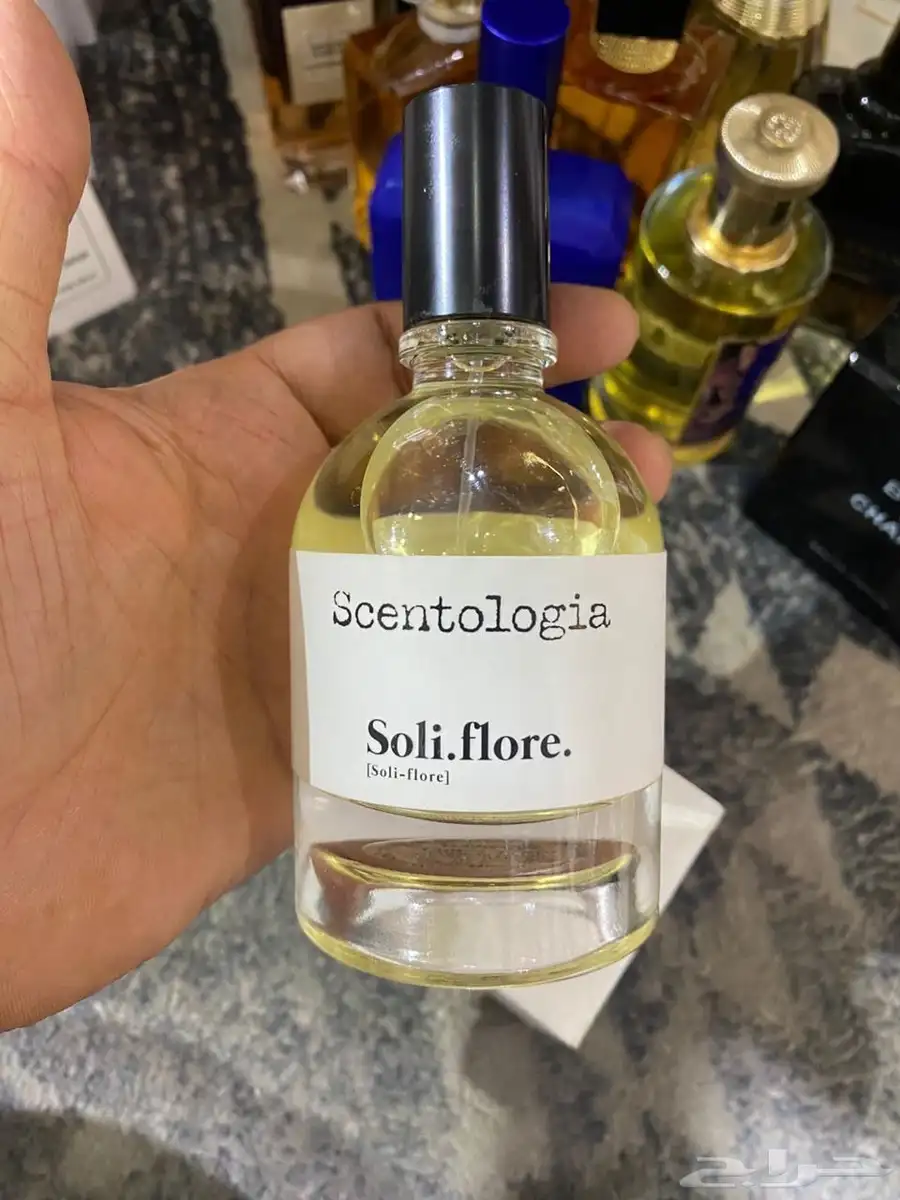 Scentologia
Soli.flore.
[Soli-flore]
حراج